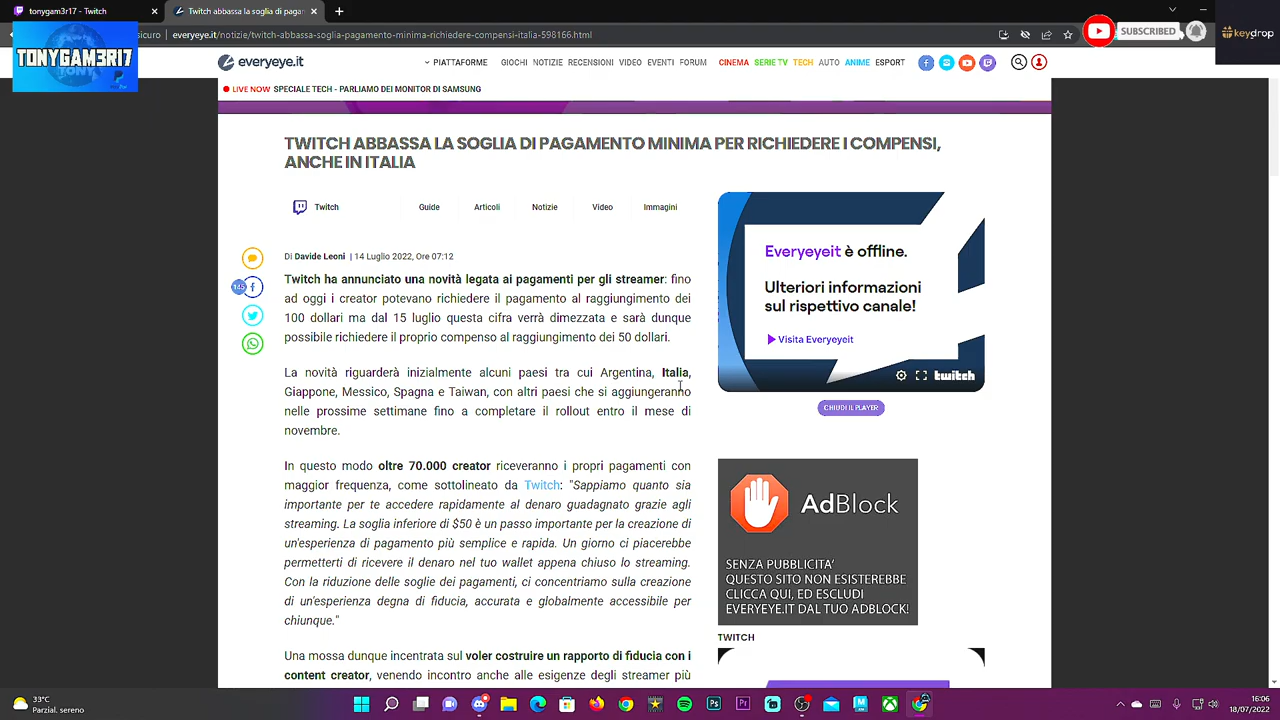 tonygam3r17 - Twitch
Twitch abbassa la soglia di pagar
sicuro
everyeye.it/notizie/twitch-abbassa-soglia-pagamento-minima-richiedere-compensi-italia-598166.html
SUBSCRIBED
keydrop
TONYGAM3R17
TONY
everyeye.it
PIATTAFORME GIOCHI NOTIZIE RECENSIONI VIDEO EVENTI FORUM CINEMA SERIE TV TECH AUTO ANIME ESPORT
LIVE NOW SPECIALE TECH - PARLIAMO DEI MONITOR DI SAMSUNG
TWITCH ABBASSA LA SOGLIA DI PAGAMENTO MINIMA PER RICHIEDERE I COMPENSI,
ANCHE IN ITALIA
Twitch Guide Articoli Notizie Video Immagini
Di Davide Leoni | 14 Luglio 2022, Ore 07:12
145
Twitch ha annunciato una novità legata ai pagamenti per gli streamer: fino
ad oggi i creator potevano richiedere il pagamento al raggiungimento dei
100 dollari ma dal 15 luglio questa cifra verrà dimezzata e sarà dunque
possibile richiedere il proprio compenso al raggiungimento dei 50 dollari.
La novità riguarderà inizialmente alcuni paesi tra cui Argentina, Italia,
Giappone, Messico, Spagna e Taiwan, con altri paesi che si aggiungeranno
nelle prossime settimane fino a completare il rollout entro il mese di
novembre.
In questo modo oltre 70.000 creator riceveranno i propri pagamenti con
maggior frequenza, come sottolineato da Twitch: "Sappiamo quanto sia
importante per te accedere rapidamente al denaro guadagnato grazie agli
streaming. La soglia inferiore di $50 è un passo importante per la creazione di
un'esperienza di pagamento più semplice e rapida. Un giorno ci piacerebbe
permetterti di ricevere il denaro nel tuo wallet appena chiuso lo streaming.
Con la riduzione delle soglie dei pagamenti, ci concentriamo sulla creazione
di un'esperienza degna di fiducia, accurata e globalmente accessibile per
chiunque."
Una mossa dunque incentrata sul voler costruire un rapporto di fiducia con i
content creator, venendo incontro anche alle esigenze degli streamer più
Everyeyeit è offline.
Ulteriori informazioni
sul rispettivo canale!
Visita Everyeyeit
twitch
CHIUDI IL PLAYER
AdBlock
SENZA PUBBLICITA'
QUESTO SITO NON ESISTEREBBE
CLICCA QUI, ED ESCLUDI
EVERYEYE.IT DAL TUO ADBLOCK!
TWITCH
33°C
Parzial. sereno
16:06
18/07/2022